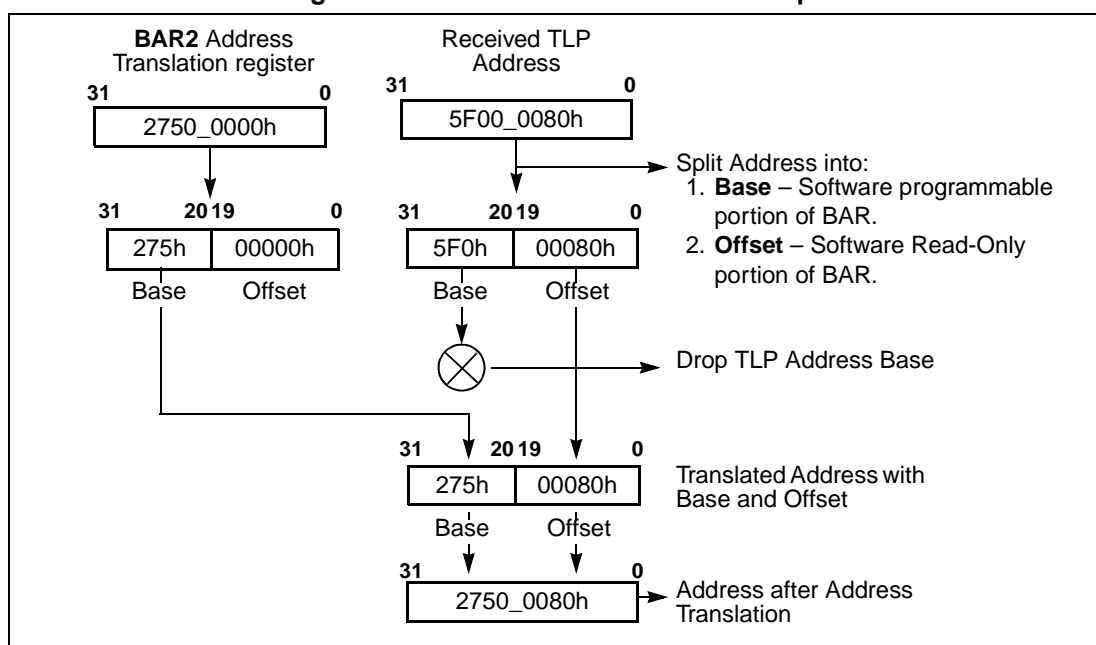 BAR2 Address
Translation register
31 0
2750_0000h
Received TLP
Address
31 0
5F00_0080h
Split Address into:
1. Base – Software programmable
portion of BAR.
2. Offset – Software Read-Only
portion of BAR.
31 20 19 0
275h 00000h
Base Offset
31 20 19 0
5F0h 00080h
Base Offset
Drop TLP Address Base
31 20 19 0
275h 00080h
Base Offset
Translated Address with
Base and Offset
31 0
2750_0080h
Address after Address
Translation